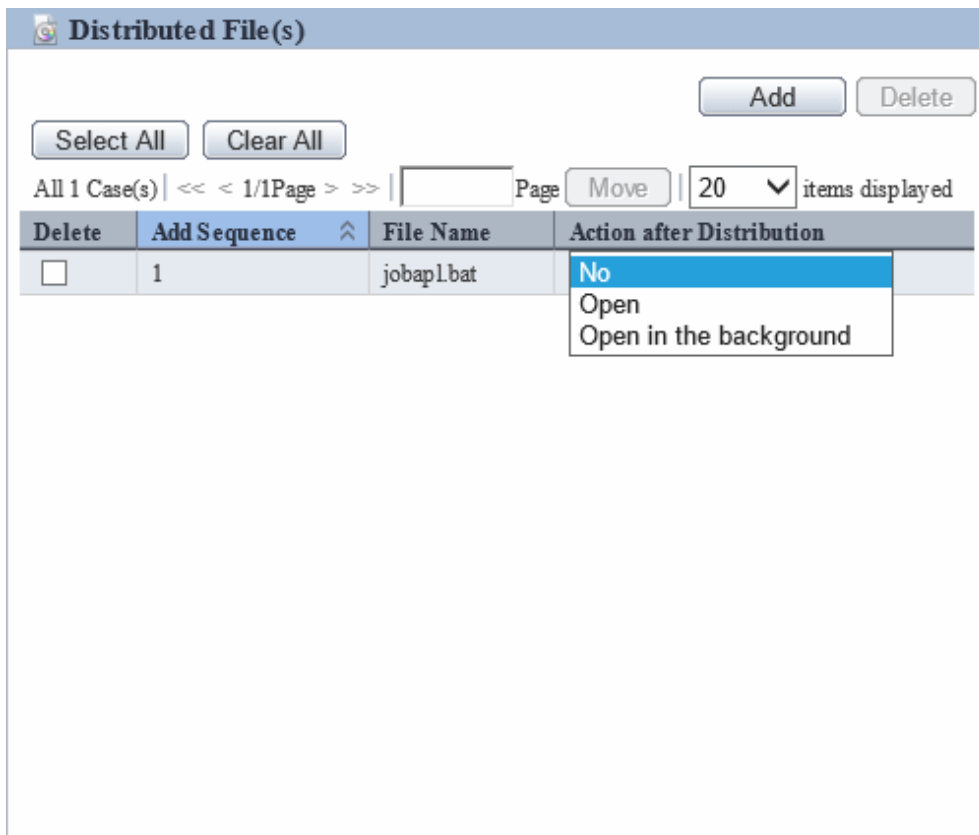 Distributed File(s)
Add Delete
Select All Clear All
All 1 Case(s) << < 1/1Page > >> Page Move 20 items displayed
Delete Add Sequence File Name Action after Distribution
1 jobapl.bat No
Open
Open in the background